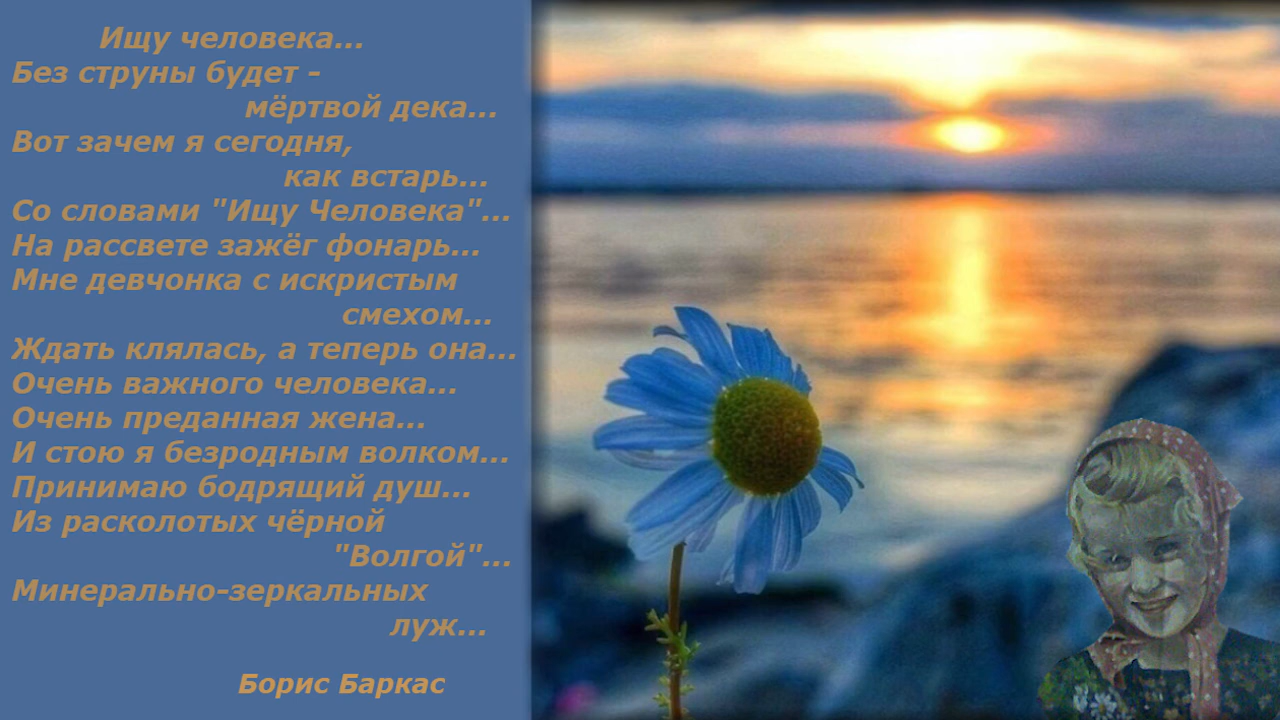 Ищу человека...
Без струны будет -
мёртвой дека...
Вот зачем я сегодня,
как встарь...
Со словами "Ищу Человека"...
На рассвете зажёг фонарь...
Мне девчонка с искристым
смехом...
Ждать клялась, а теперь она...
Очень важного человека...
Очень преданная жена...
И стою я безродным волком...
Принимаю бодрящий душ...
Из расколотых чёрной
"Волгой"...
Минерально-зеркальных
луж...
Борис Баркас